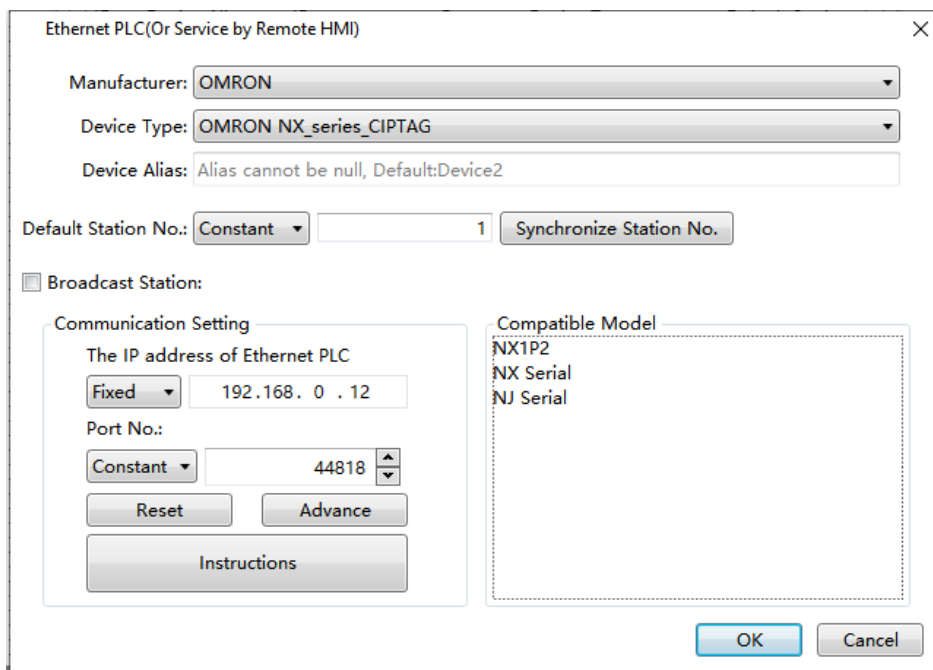 Ethernet PLC(Or Service by Remote HMI)
Manufacturer: OMRON
Device Type: OMRON NX_series_CIPTAG
Device Alias: Alias cannot be null, Default:Device2
Default Station No.: Constant 1 Synchronize Station No.
Broadcast Station:
Communication Setting
The IP address of Ethernet PLC
Fixed 192.168. 0 .12
Port No.:
Constant 44818
Reset Advance
Instructions
Compatible Model
NX1P2
NX Serial
NJ Serial
OK Cancel